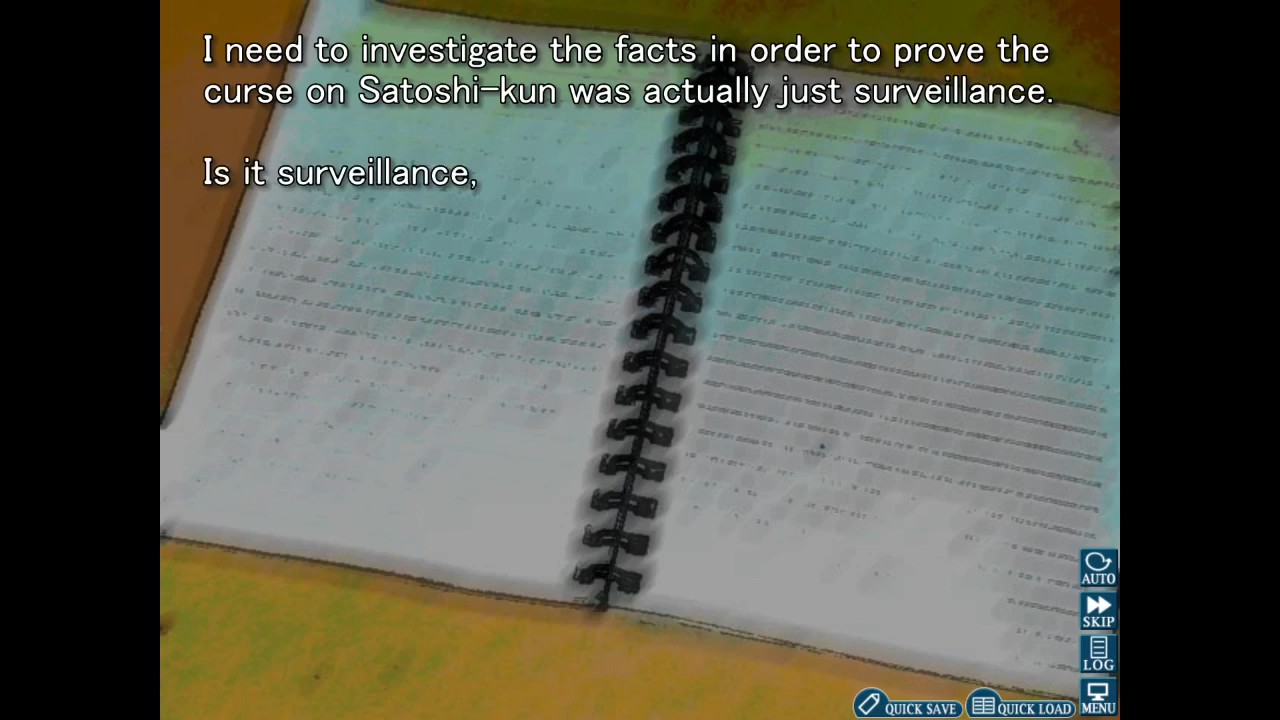 I need to investigate the facts in order to prove the
curse on Satoshi-kun was actually just surveillance.
Is it surveillance,
AUTO
SKIP
LOG
MENU
QUICK SAVE
QUICK LOAD